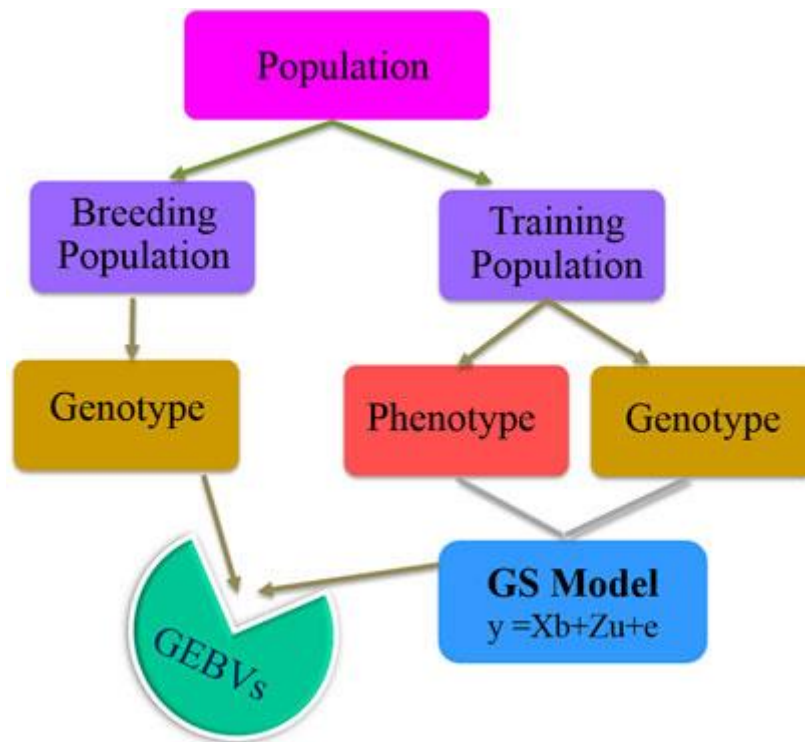 Population
Breeding
Population
Training
Population
Genotype
Phenotype
Genotype
GS Model
y =Xb+Zu+e
GEBVs